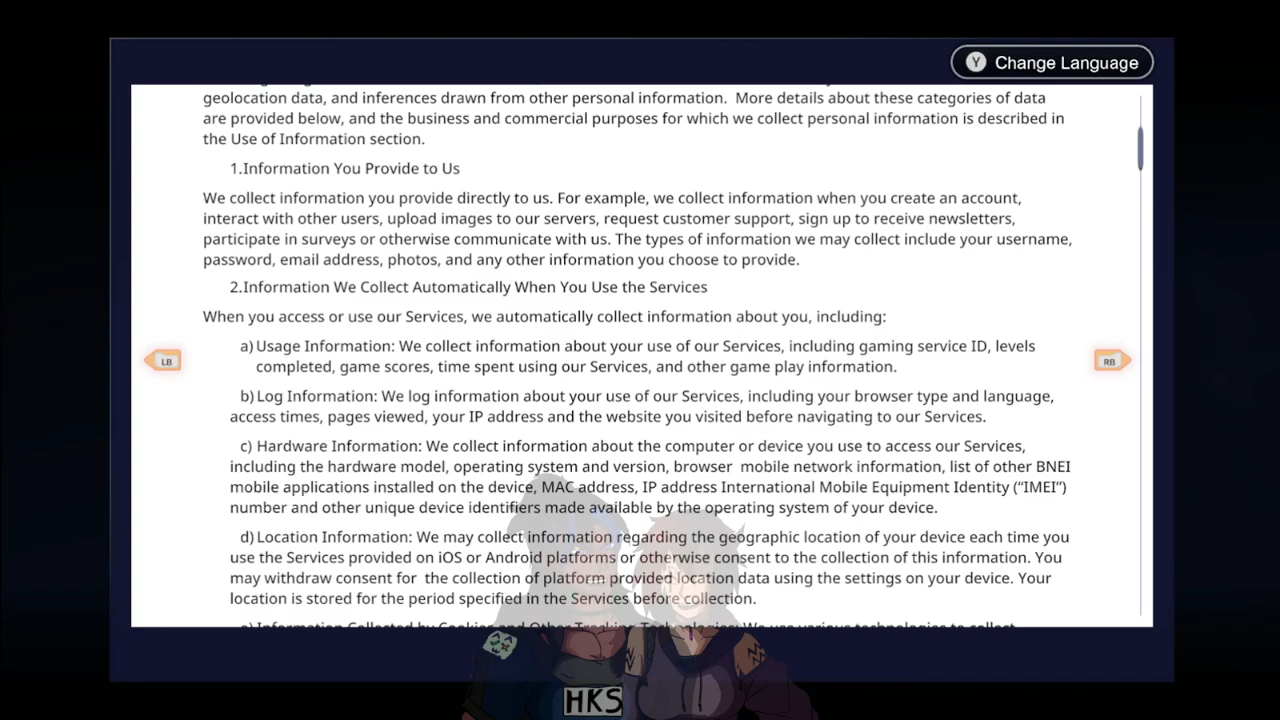 Y Change Language
geolocation data, and inferences drawn from other personal information. More details about these categories of data
are provided below, and the business and commercial purposes for which we collect personal information is described in
the Use of Information section.
1.Information You Provide to Us
We collect information you provide directly to us. For example, we collect information when you create an account,
interact with other users, upload images to our servers, request customer support, sign up to receive newsletters,
participate in surveys or otherwise communicate with us. The types of information we may collect include your username,
password, email address, photos, and any other information you choose to provide.
2.Information We Collect Automatically When You Use the Services
When you access or use our Services, we automatically collect information about you, including:
a) Usage Information: We collect information about your use of our Services, including gaming service ID, levels
completed, game scores, time spent using our Services, and other game play information.
LB
RB
b) Log Information: We log information about your use of our Services, including your browser type and language,
access times, pages viewed, your IP address and the website you visited before navigating to our Services.
c) Hardware Information: We collect information about the computer or device you use to access our Services,
including the hardware model, operating system and version, browser mobile network information, list of other BNEI
mobile applications installed on the device, MAC address, IP address International Mobile Equipment Identity (“IMEI”)
number and other unique device identifiers made available by the operating system of your device.
d) Location Information: We may collect information regarding the geographic location of your device each time you
use the Services provided on iOS or Android platforms or otherwise consent to the collection of this information. You
may withdraw consent for the collection of platform provided location data using the settings on your device. Your
location is stored for the period specified in the Services before collection.
e) Information Collected by Cookies and Other Tracking Technologies: We use various technologies to collect
HKS